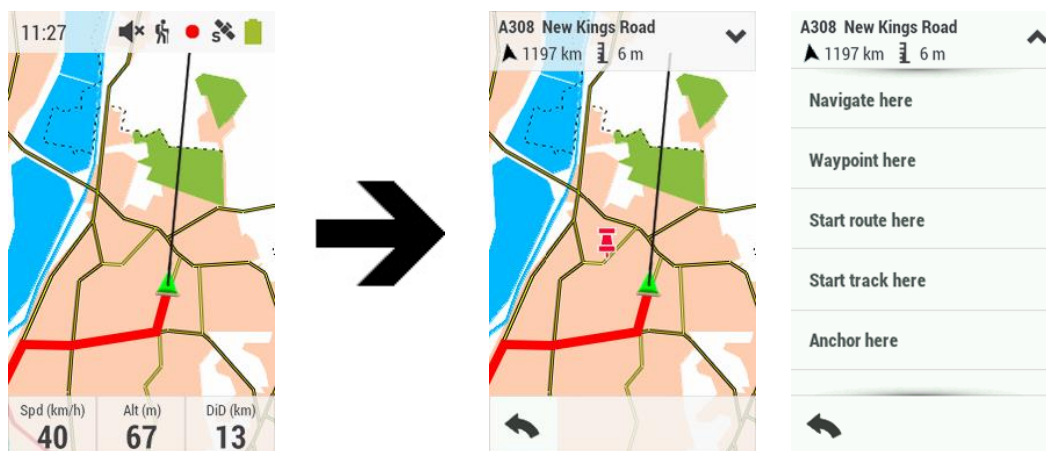 11:27
S
Spd (km/h) Alt (m) DiD (km)
40 67 13
A308 New Kings Road
1197 km 6 m
A308 New Kings Road
1197 km 6 m
Navigate here
Waypoint here
Start route here
Start track here
Anchor here